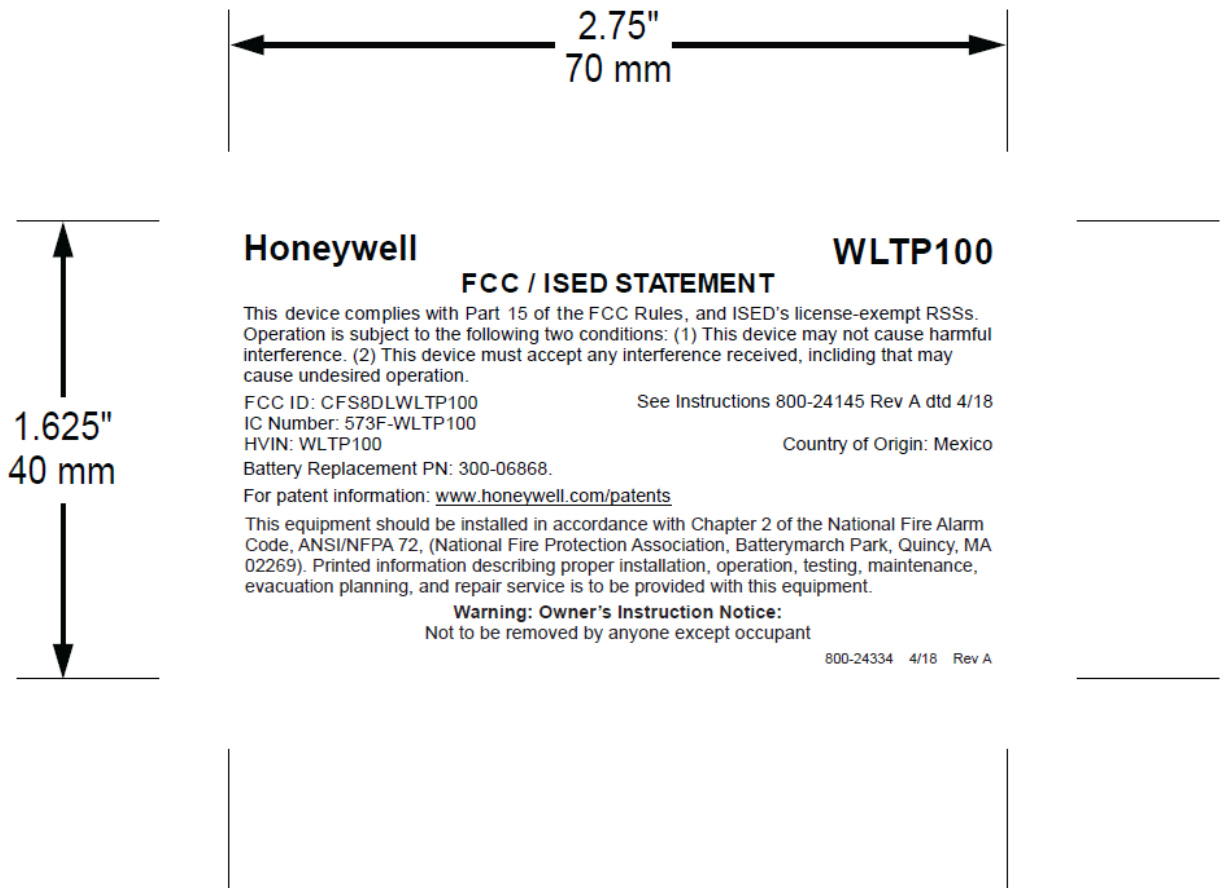 2.75"
70 mm
Honeywell
WLTP100
FCC / ISED STATEMENT
This device complies with Part 15 of the FCC Rules, and ISED's license-exempt RSSs.
Operation is subject to the following two conditions: (1) This device may not cause harmful
interference. (2) This device must accept any interference received, incliding that may
cause undesired operation.
FCC ID: CFS8DLWLTP100
See Instructions 800-24145 Rev A dtd 4/18
IC Number: 573F-WLTP100
HVIN: WLTP100
Country of Origin: Mexico
Battery Replacement PN: 300-06868.
For patent information: www.honeywell.com/patents
This equipment should be installed in accordance with Chapter 2 of the National Fire Alarm
Code, ANSI/NFPA 72, (National Fire Protection Association, Batterymarch Park, Quincy, MA
02269). Printed information describing proper installation, operation, testing, maintenance,
evacuation planning, and repair service is to be provided with this equipment.
Warning: Owner's Instruction Notice:
Not to be removed by anyone except occupant
800-24334 4/18 Rev A
1.625"
40 mm